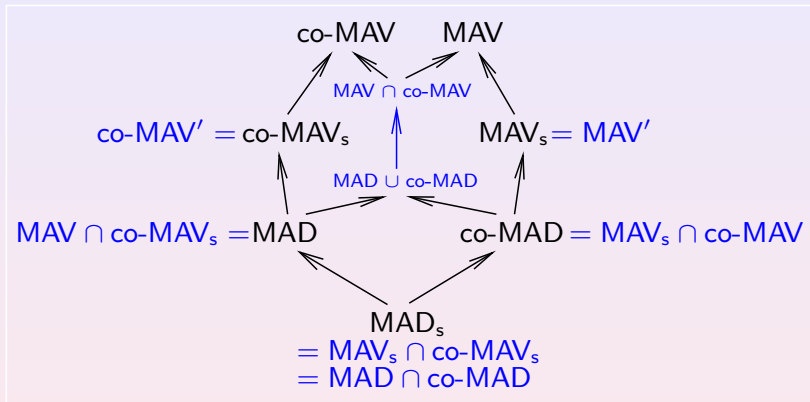 co-MAV MAV
MAV ∩ co-MAV
co-MAV′ = co-MAVₛ MAVₛ = MAV′
MAD ∪ co-MAD
MAV ∩ co-MAVₛ = MAD co-MAD = MAVₛ ∩ co-MAV
MADₛ
= MAVₛ ∩ co-MAVₛ
= MAD ∩ co-MAD